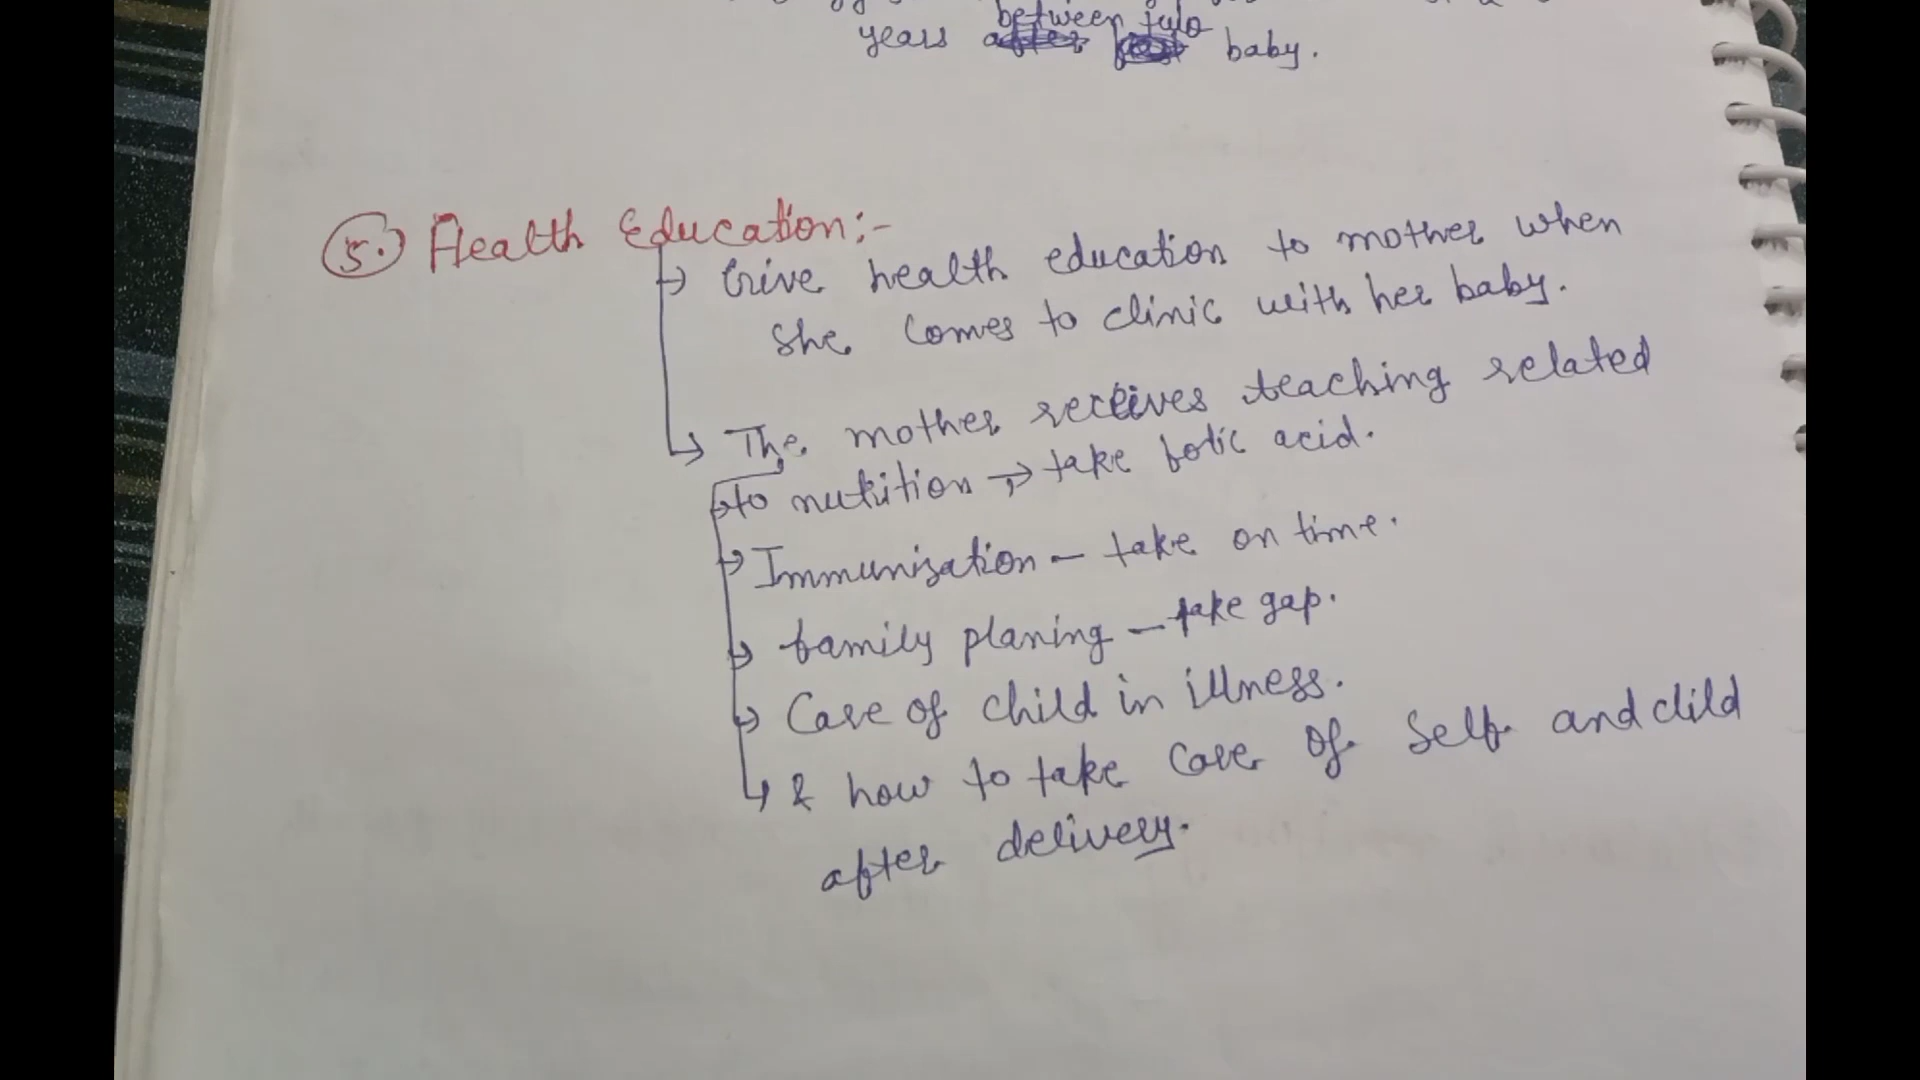 years between two baby.
5. Health Education:-
→ Give health education to mother when
she comes to clinic with her baby.
→ The mother receives teaching related
→ to nutrition → take folic acid.
→ Immunization - take on time.
→ family planing - take gap.
→ Care of child in illness.
→ & how to take care of self and child
after delivery.